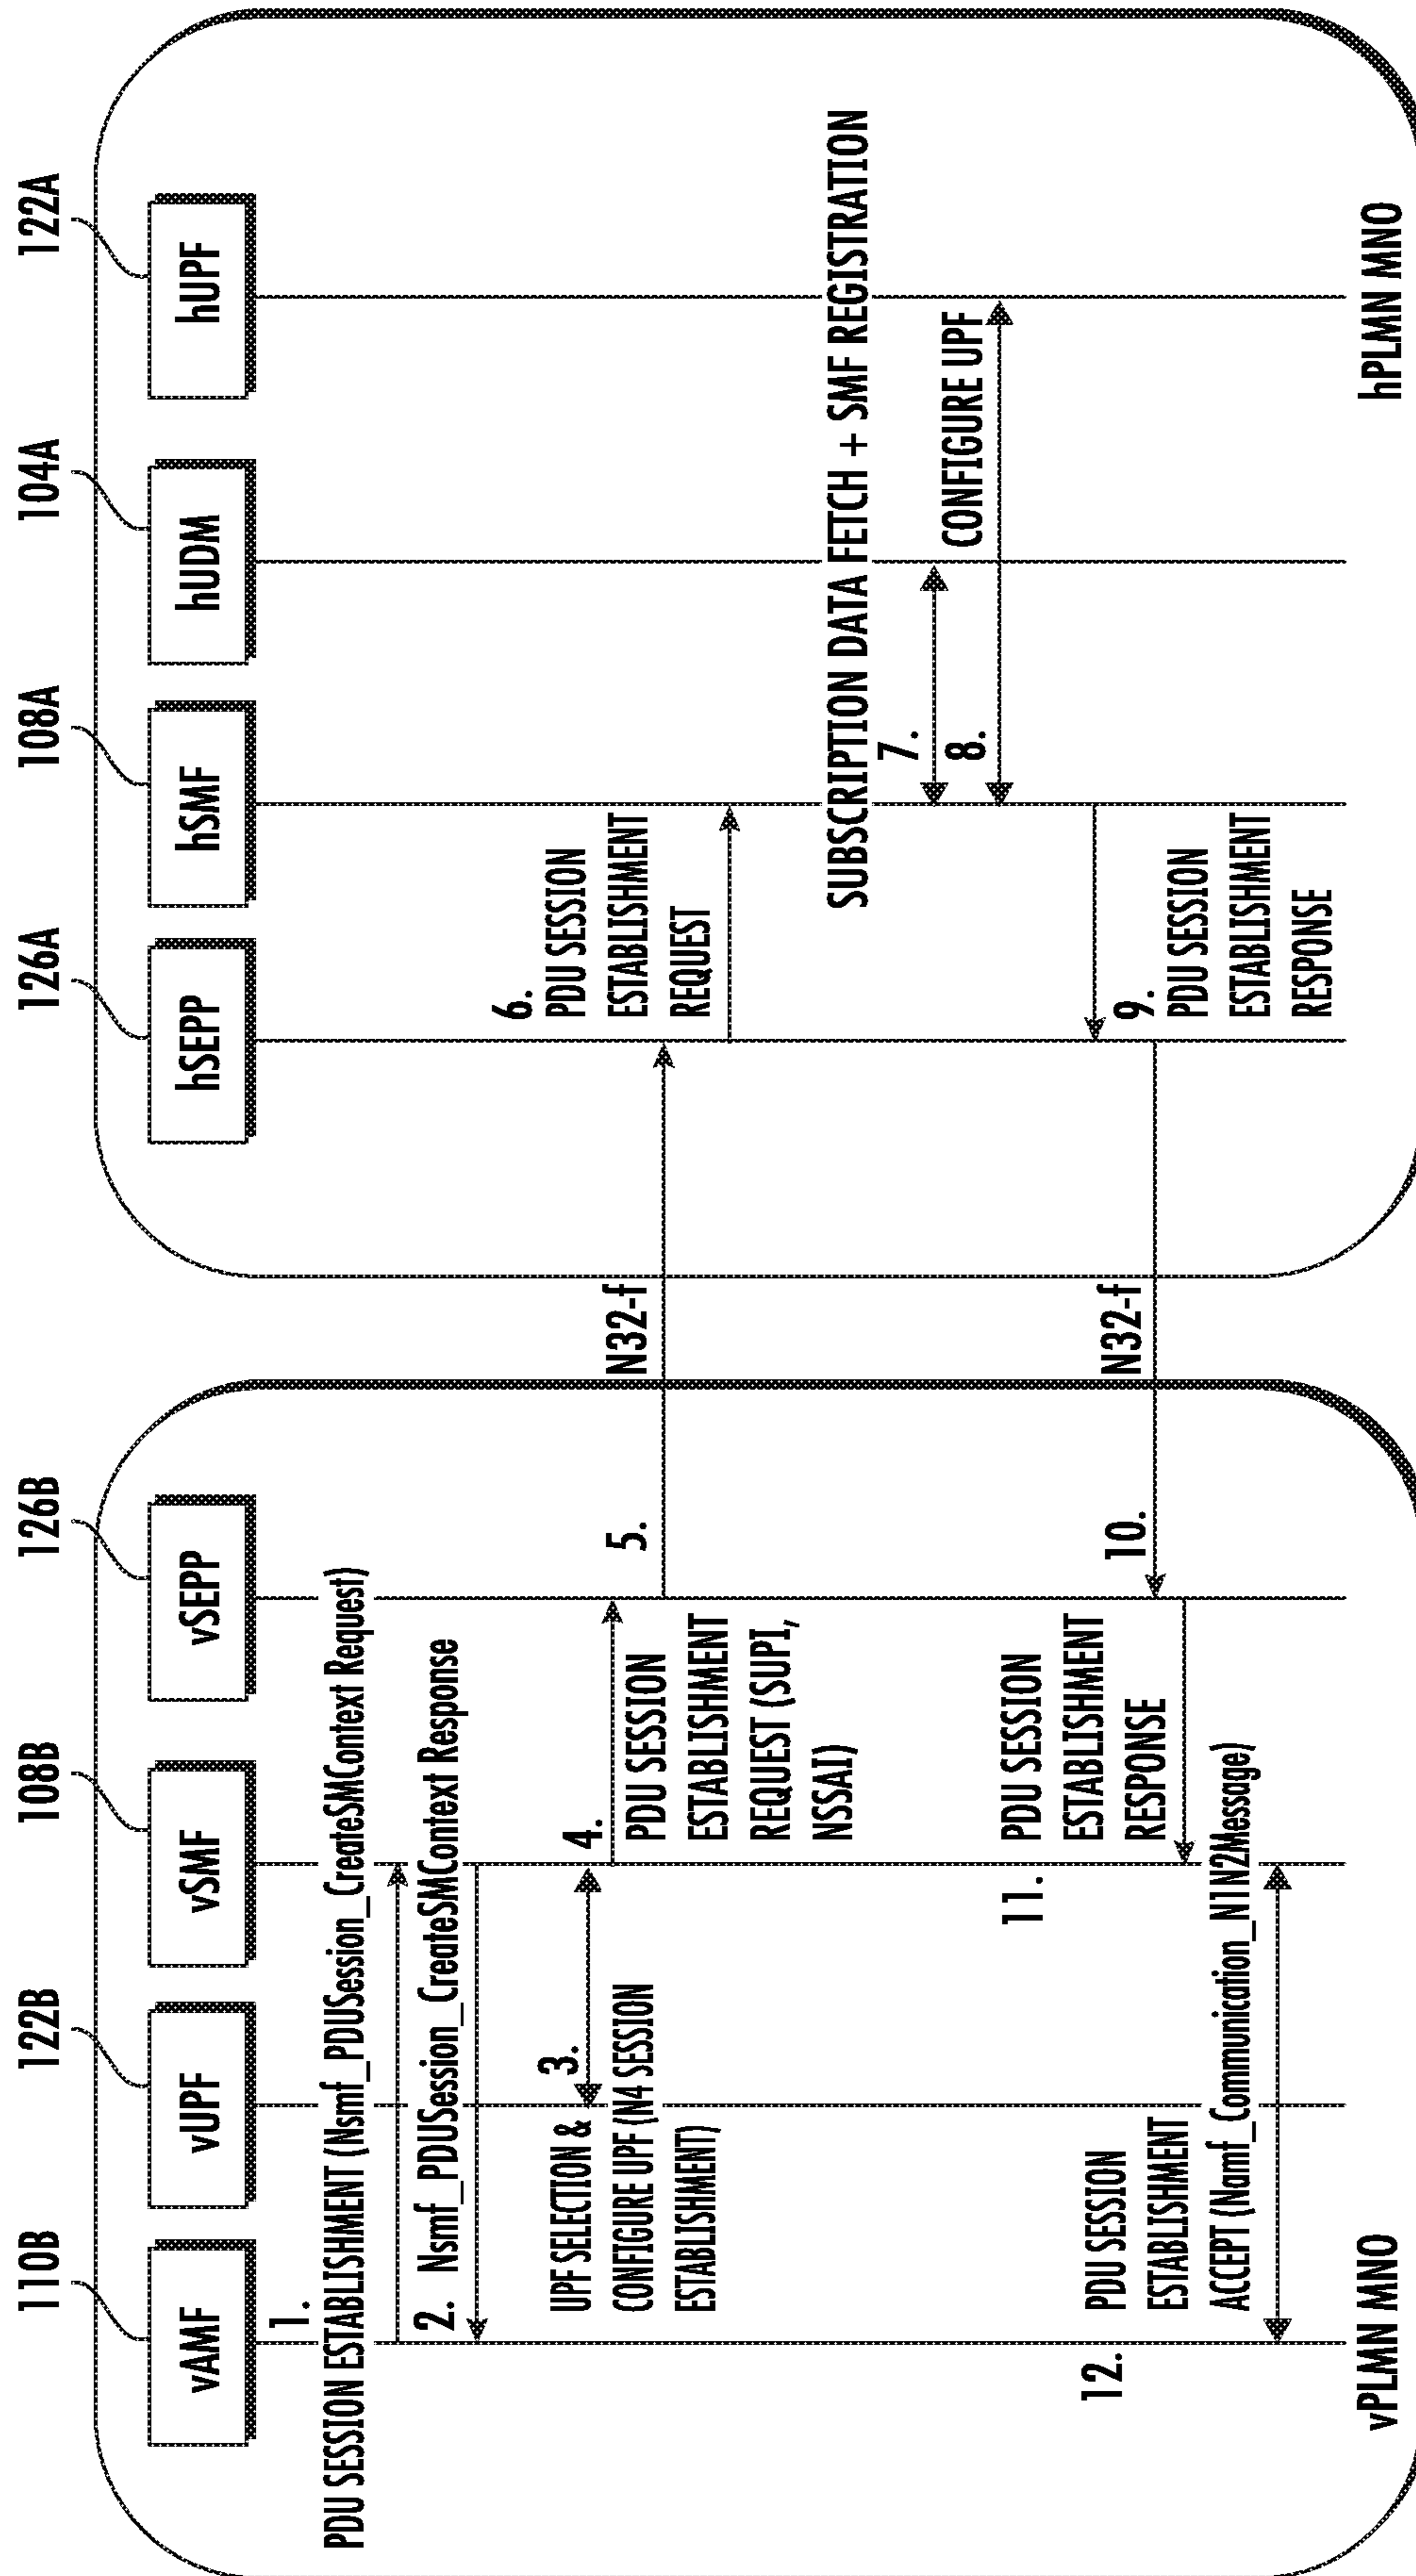 110B
122B
108B
126B
126A
108A
104A
122A
vAMF
vUPF
vSMF
vSEPP
hSEPP
hSMF
hUDM
hUPF
1.
PDU SESSION ESTABLISHMENT (Nsmf_PDUSession_CreateSMContext Request)
2. Nsmf_PDUSession_CreateSMContext Response
3.
UPF SELECTION &
CONFIGURE UPF (N4 SESSION
ESTABLISHMENT)
4.
PDU SESSION
ESTABLISHMENT
REQUEST (SUPI,
NSSAI)
5.
N32-f
6.
PDU SESSION
ESTABLISHMENT
REQUEST
SUBSCRIPTION DATA FETCH + SMF REGISTRATION
7.
8.
CONFIGURE UPF
9.
PDU SESSION
ESTABLISHMENT
RESPONSE
10.
N32-f
11.
PDU SESSION
ESTABLISHMENT
RESPONSE
12.
PDU SESSION
ESTABLISHMENT
ACCEPT (Namf_Communication_N1N2Message)
vPLMN MNO
hPLMN MNO